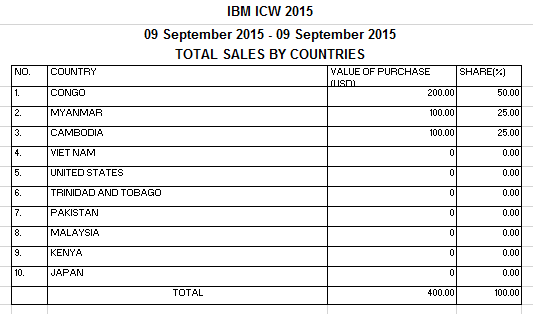 IBM ICW 2015
09 September 2015 - 09 September 2015
TOTAL SALES BY COUNTRIES
NO. COUNTRY VALUE OF PURCHASE (USD) SHARE(%)
1. CONGO 200.00 50.00
2. MYANMAR 100.00 25.00
3. CAMBODIA 100.00 25.00
4. VIET NAM 0 0.00
5. UNITED STATES 0 0.00
6. TRINIDAD AND TOBAGO 0 0.00
7. PAKISTAN 0 0.00
8. MALAYSIA 0 0.00
9. KENYA 0 0.00
10. JAPAN 0 0.00
TOTAL 400.00 100.00